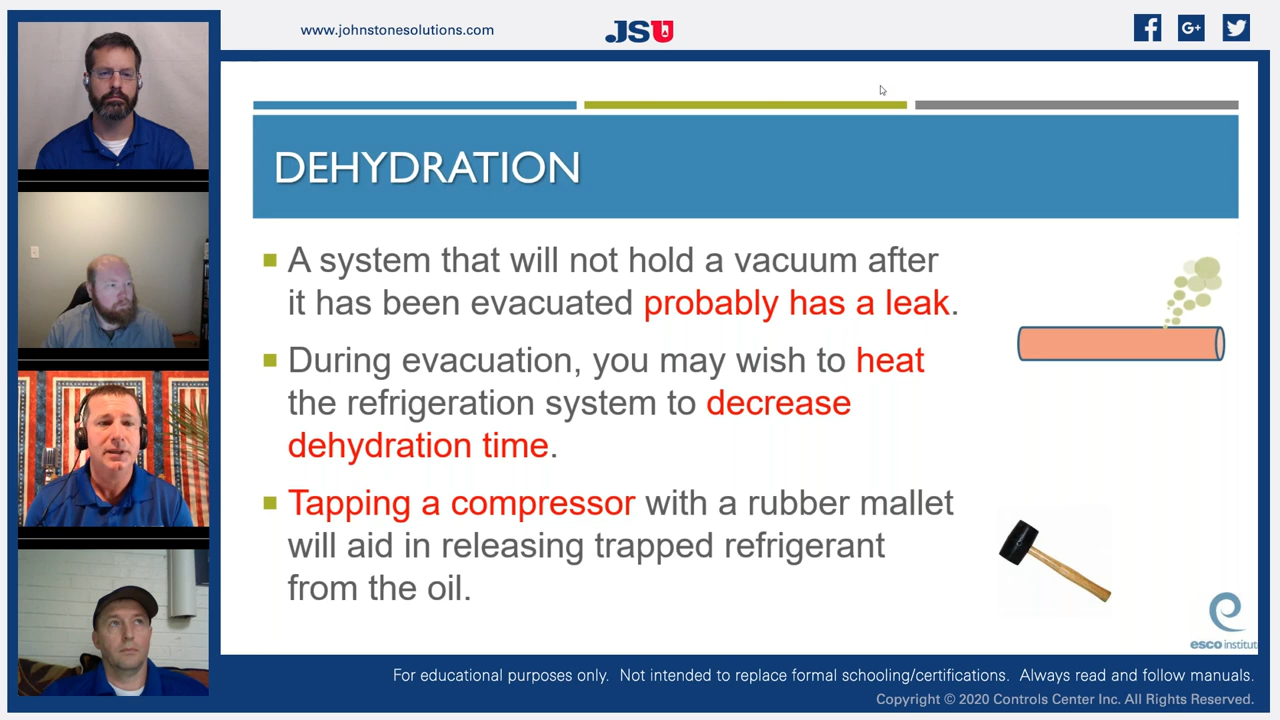 www.johnstonesolutions.com
JSU
G+
DEHYDRATION
A system that will not hold a vacuum after
it has been evacuated probably has a leak.
During evacuation, you may wish to heat
the refrigeration system to decrease
dehydration time.
Tapping a compressor with a rubber mallet
will aid in releasing trapped refrigerant
from the oil.
esco institut
For educational purposes only. Not intended to replace formal schooling/certifications. Always read and follow manuals.
Copyright © 2020 Controls Center Inc. All Rights Reserved.